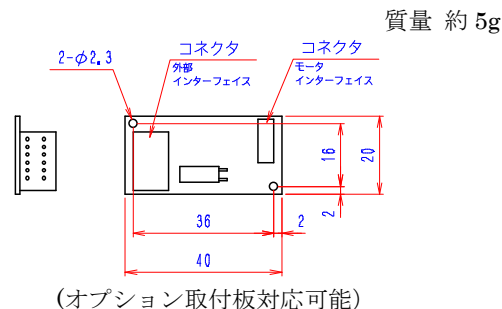 質量 約 5g
コネクタ
外部
インターフェイス
コネクタ
モータ
インターフェイス
2-φ2.3
16
20
2
36
2
40
(オプション取付板対応可能)